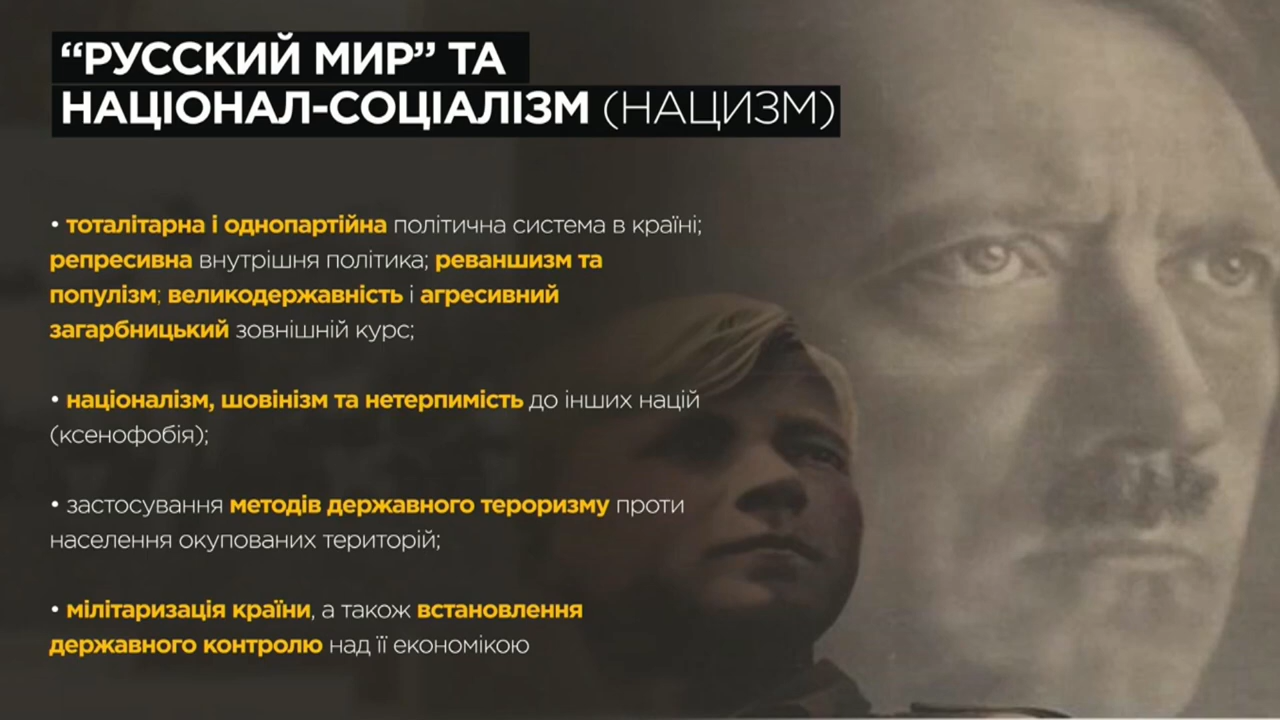 “РУССКИЙ МИР” ТА
НАЦІОНАЛ-СОЦІАЛІЗМ (НАЦИЗМ)
• тоталітарна і однопартійна політична система в країні;
репресивна внутрішня політика; реваншизм та
популізм; великодержавність і агресивний
загарбницький зовнішній курс;
• націоналізм, шовінізм та нетерпимість до інших націй
(ксенофобія);
• застосування методів державного тероризму проти
населення окупованих територій;
• мілітаризація країни, а також встановлення
державного контролю над її економікою